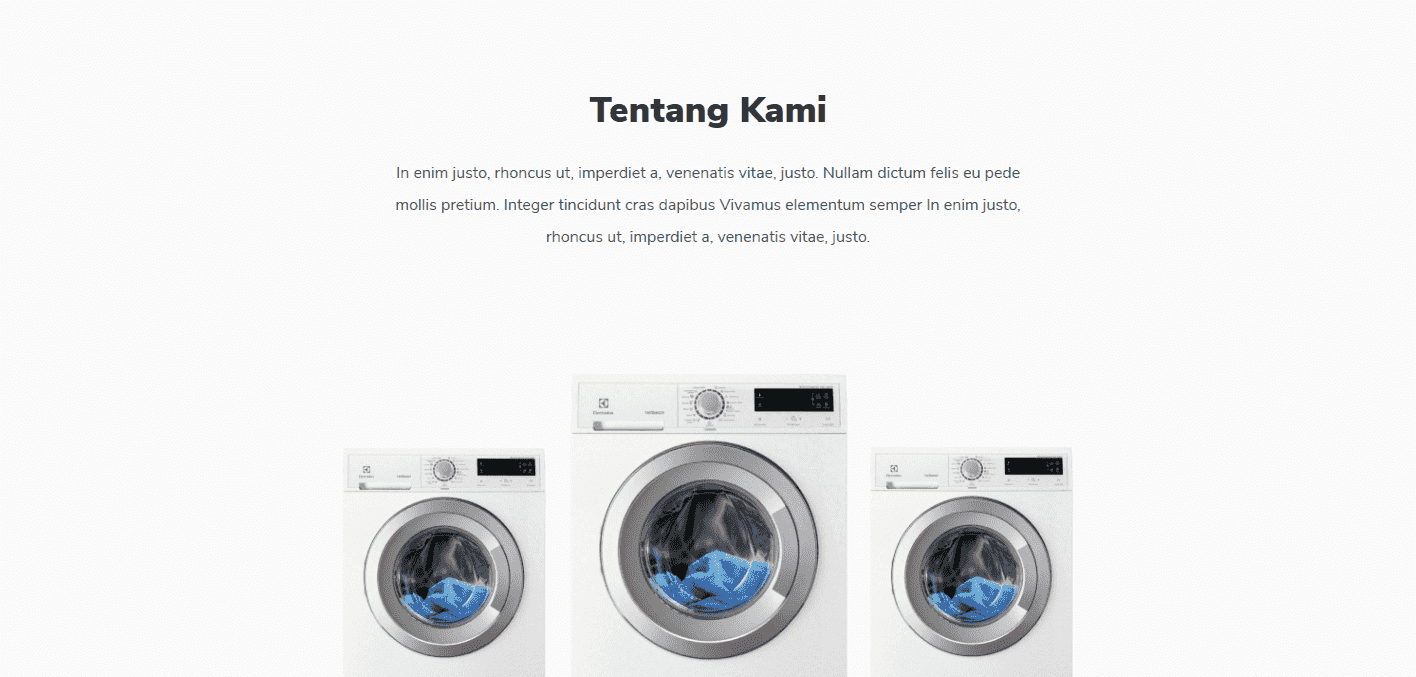 Tentang Kami
In enim justo, rhoncus ut, imperdiet a, venenatis vitae, justo. Nullam dictum felis eu pede
mollis pretium. Integer tincidunt cras dapibus Vivamus elementum semper In enim justo,
rhoncus ut, imperdiet a, venenatis vitae, justo.
Electrolux